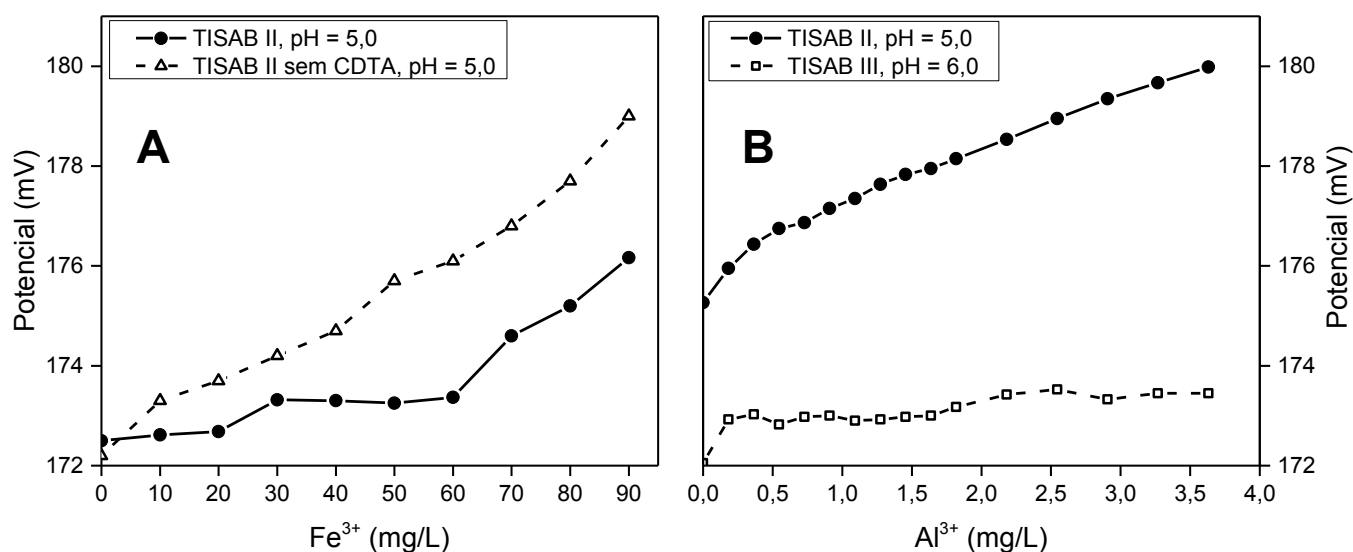 TISAB II, pH = 5,0
TISAB II sem CDTA, pH = 5,0
A
Potencial (mV)
180
178
176
174
172
0 10 20 30 40 50 60 70 80 90
Fe³⁺ (mg/L)
TISAB II, pH = 5,0
TISAB III, pH = 6,0
B
180
178
176
174
172
Potencial (mV)
0,0 0,5 1,0 1,5 2,0 2,5 3,0 3,5 4,0
Al³⁺ (mg/L)